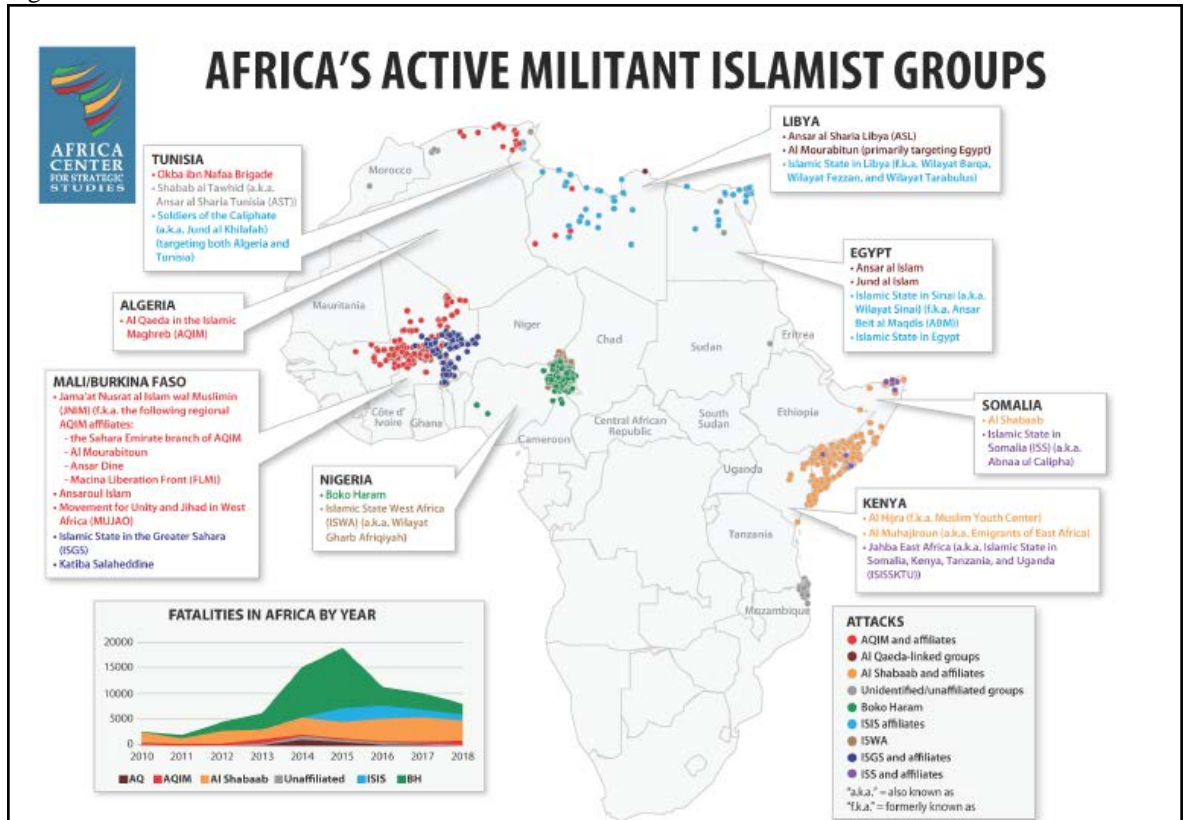 AFRICA
CENTER
FOR STRATEGIC
STUDIES
AFRICA'S ACTIVE MILITANT ISLAMIST GROUPS
TUNISIA
• Okba ibn Nafaa Brigade
• Shabab al Tawhid (a.k.a.
Ansar al Sharia Tunisia (AST))
• Soldiers of the Caliphate
(a.k.a. Jund al Khilafah)
(targeting both Algeria and
Tunisia)
LIBYA
• Ansar al Sharia Libya (ASL)
• Al Mourabitun (primarily targeting Egypt)
• Islamic State in Libya (f.k.a. Wilayat Barqa,
Wilayat Fezzan, and Wilayat Tarabulus)
EGYPT
• Ansar al Islam
• Jund al Islam
• Islamic State in Sinai (a.k.a.
Wilayat Sinai) (f.k.a. Ansar
Beit al Maqdis (ABM))
• Islamic State in Egypt
ALGERIA
• Al Qaeda in the Islamic
Maghreb (AQIM)
MALI/BURKINA FASO
• Jama'at Nusrat al Islam wal Muslimin
(JNIM) (f.k.a. the following regional
AQIM affiliates:
- the Sahara Emirate branch of AQIM
- Al Mourabitoun
- Ansar Dine
- Macina Liberation Front (FLM))
• Ansaroul Islam
• Movement for Unity and Jihad in West
Africa (MUJAO)
• Islamic State in the Greater Sahara
(ISGS)
• Katiba Salaheddine
NIGERIA
• Boko Haram
• Islamic State West Africa
(ISWA) (a.k.a. Wilayat
Gharb Afriqiyah)
SOMALIA
• Al Shabaab
• Islamic State in
Somalia (ISS) (a.k.a.
Abnaa ul Calipha)
KENYA
• Al Hijra (f.k.a. Muslim Youth Center)
• Al Muhajiroun (a.k.a. Emigrants of East Africa)
• Jahba East Africa (a.k.a. Islamic State in
Somalia, Kenya, Tanzania, and Uganda
(ISISSKTU))
Morocco
Mauritania
Niger
Chad
Sudan
Eritrea
Côte d'
Ivoire
Ghana
Cameroon
Central African
Republic
South
Sudan
Ethiopia
Uganda
Tanzania
Mozambique
FATALITIES IN AFRICA BY YEAR
20000
15000
10000
5000
0
2010 2011 2012 2013 2014 2015 2016 2017 2018
AQ AQIM Al Shabaab Unaffiliated ISIS BH
ATTACKS
AQIM and affiliates
Al Qaeda-linked groups
Al Shabaab and affiliates
Unidentified/unaffiliated groups
Boko Haram
ISIS affiliates
ISWA
ISGS and affiliates
ISS and affiliates
"a.k.a." = also known as
"f.k.a." = formerly known as